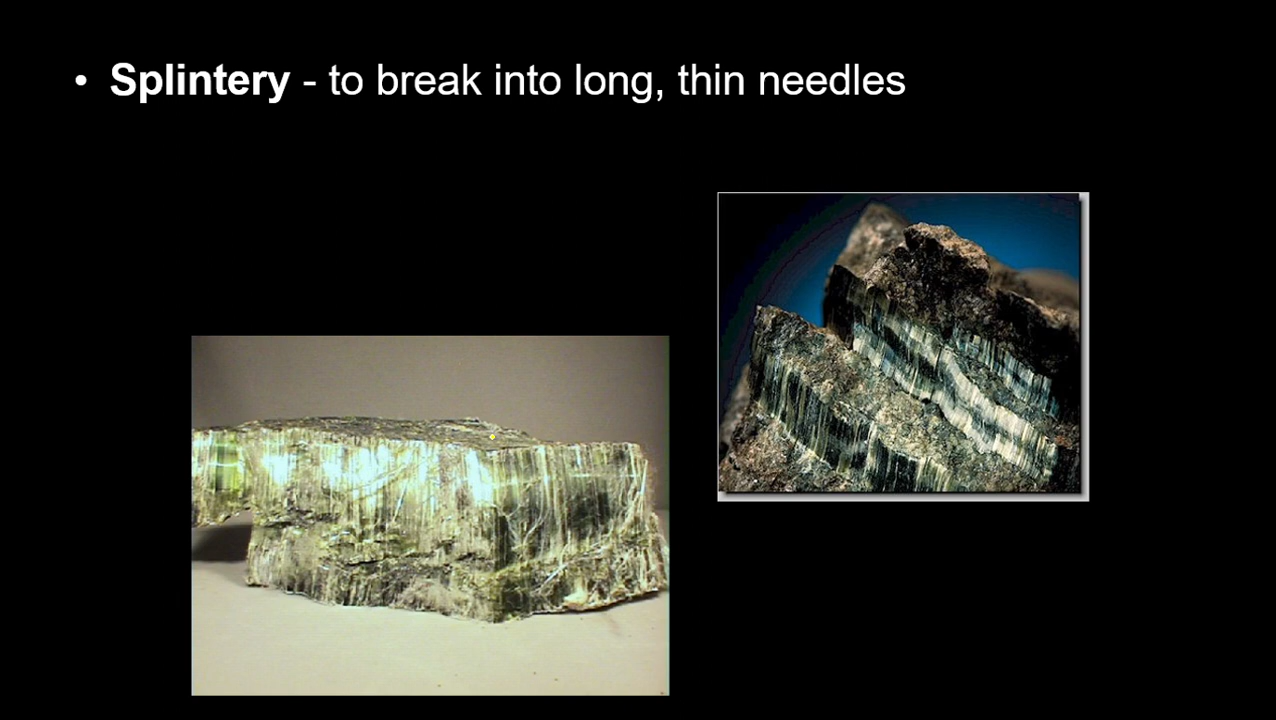 • Splintery - to break into long, thin needles